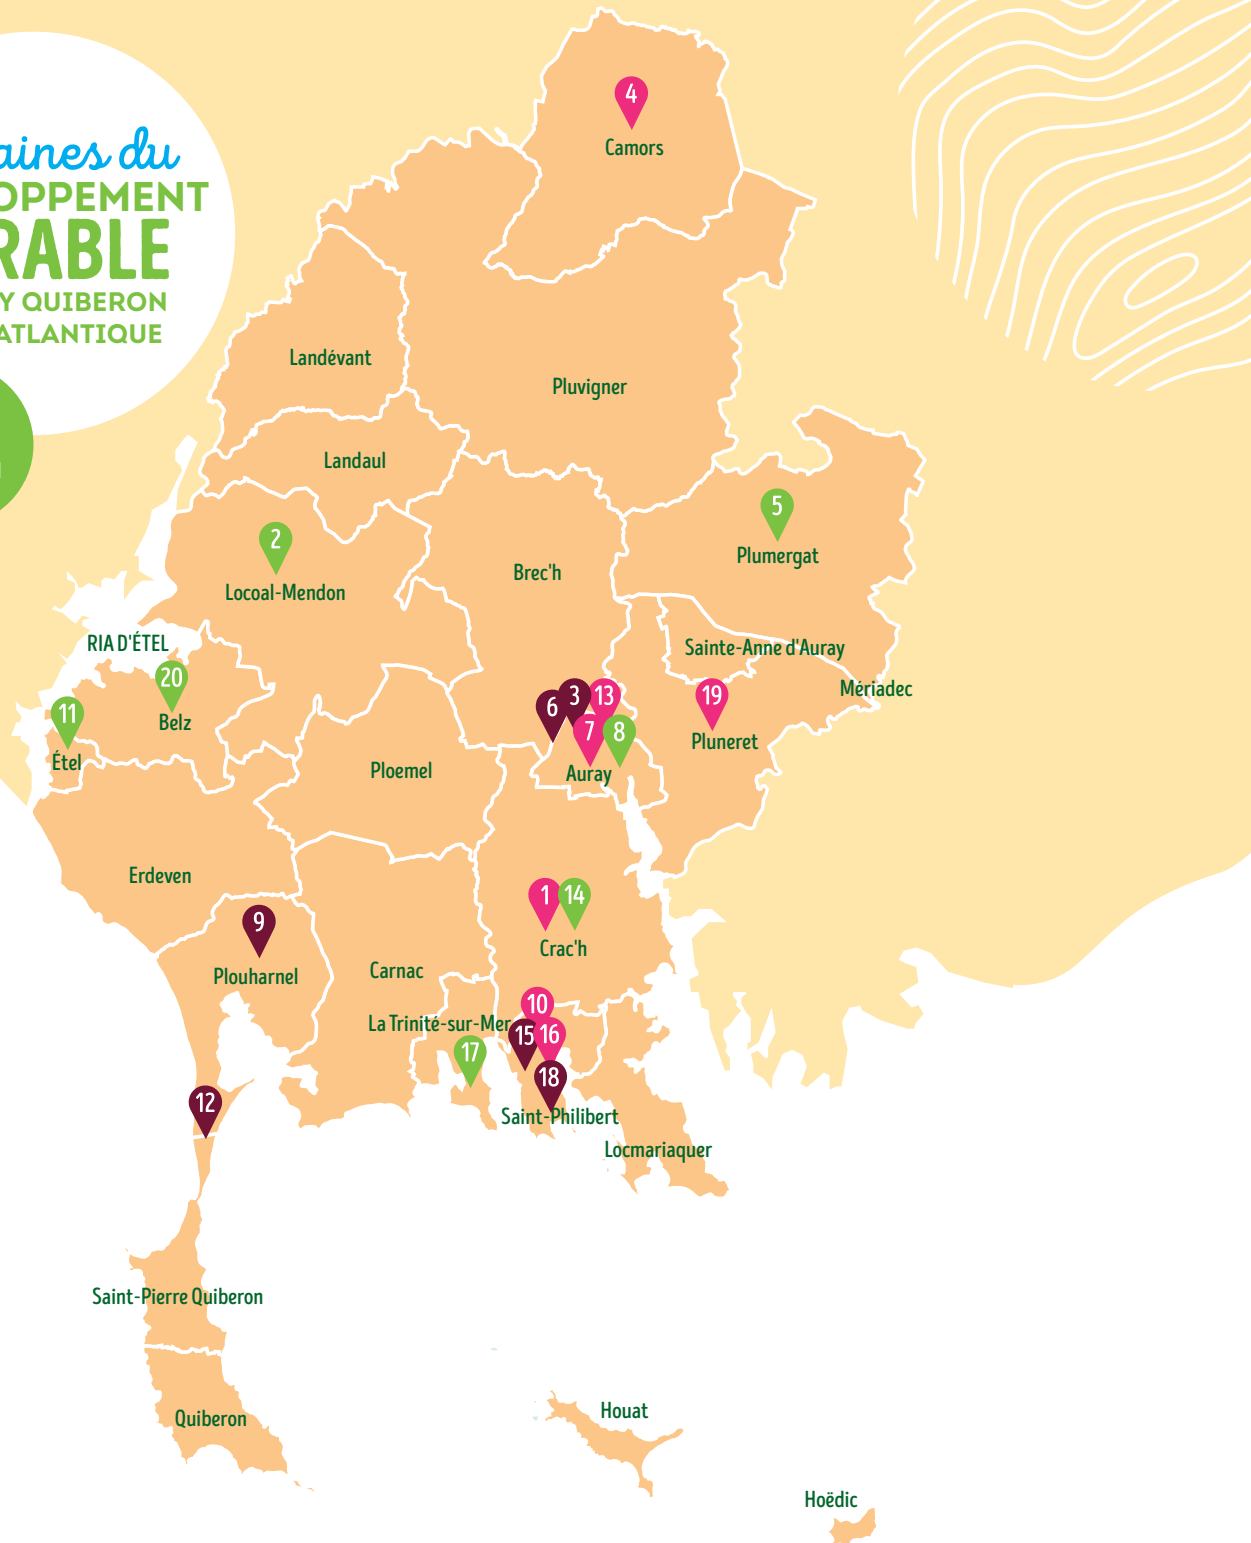 aines du
OPPEMENT
RABLE
Y QUIBERON
ATLANTIQUE
4
Camors
Landévant
Pluvigner
Landaul
5
Plumergat
2
Locoal-Mendon
Brec'h
RIA D'ÉTEL
Sainte-Anne d'Auray
20
Belz
Mériadec
11
Étel
6
3
13
7
8
Auray
19
Pluneret
Ploemel
Erdeven
1
14
Crac'h
9
Plouharnel
Carnac
10
La Trinité-sur-Mer
15
16
17
18
Saint-Philibert
12
Locmariaquer
Saint-Pierre Quiberon
Quiberon
Houat
Hoëdic